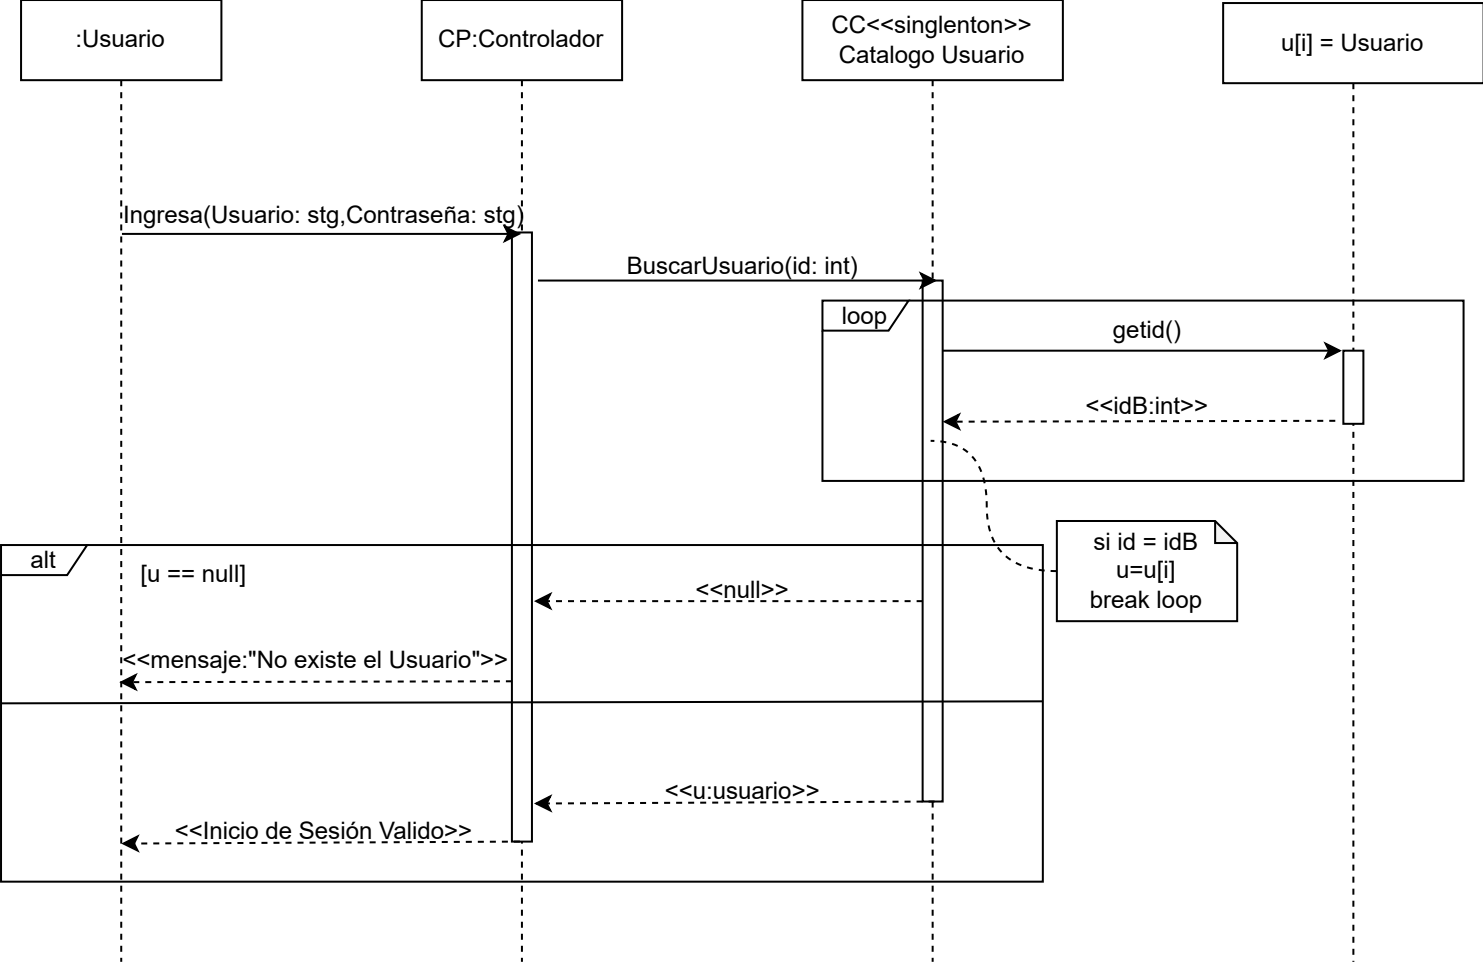 :Usuario
CP:Controlador
CC<<singlenton>>
Catalogo Usuario
u[i] = Usuario
Ingresa(Usuario: stg,Contraseña: stg)
BuscarUsuario(id: int)
loop
getid()
<<idB:int>>
si id = idB
u=u[i]
break loop
alt
[u == null]
<<null>>
<<mensaje:"No existe el Usuario">>
<<u:usuario>>
<<Inicio de Sesión Valido>>